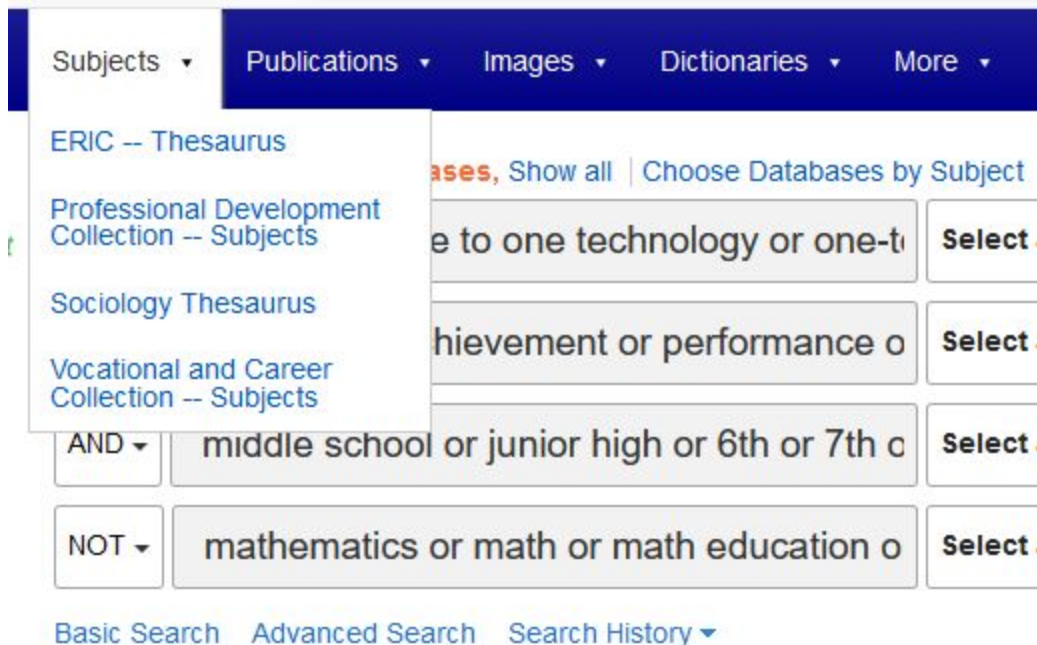 Subjects Publications Images Dictionaries More
ERIC -- Thesaurus
Show all | Choose Databases by Subject
Professional Development
Collection -- Subjects
to one technology or
Select
Sociology Thesaurus
or performance
Select
Vocational and Career
Collection -- Subjects
AND middle school or junior high or 6th or 7th
Select
NOT mathematics or math or math education
Select
Basic Search Advanced Search Search History